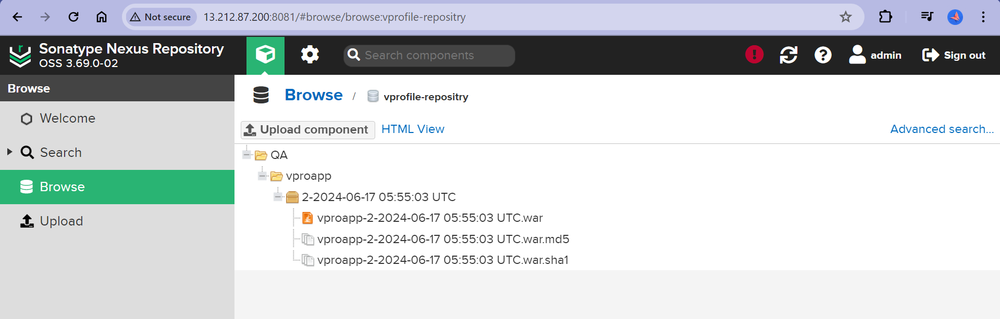 Not secure 13.212.87.200:8081/#browse/browse:vprofile-repositry
Sonatype Nexus Repository
OSS 3.69.0-02
Search components
admin
Sign out
Browse
Welcome
Search
Browse
Upload
Browse / vprofile-repositry
Upload component HTML View Advanced search...
QA
vproapp
2-2024-06-17 05:55:03 UTC
vproapp-2-2024-06-17 05:55:03 UTC.war
vproapp-2-2024-06-17 05:55:03 UTC.war.md5
vproapp-2-2024-06-17 05:55:03 UTC.war.sha1